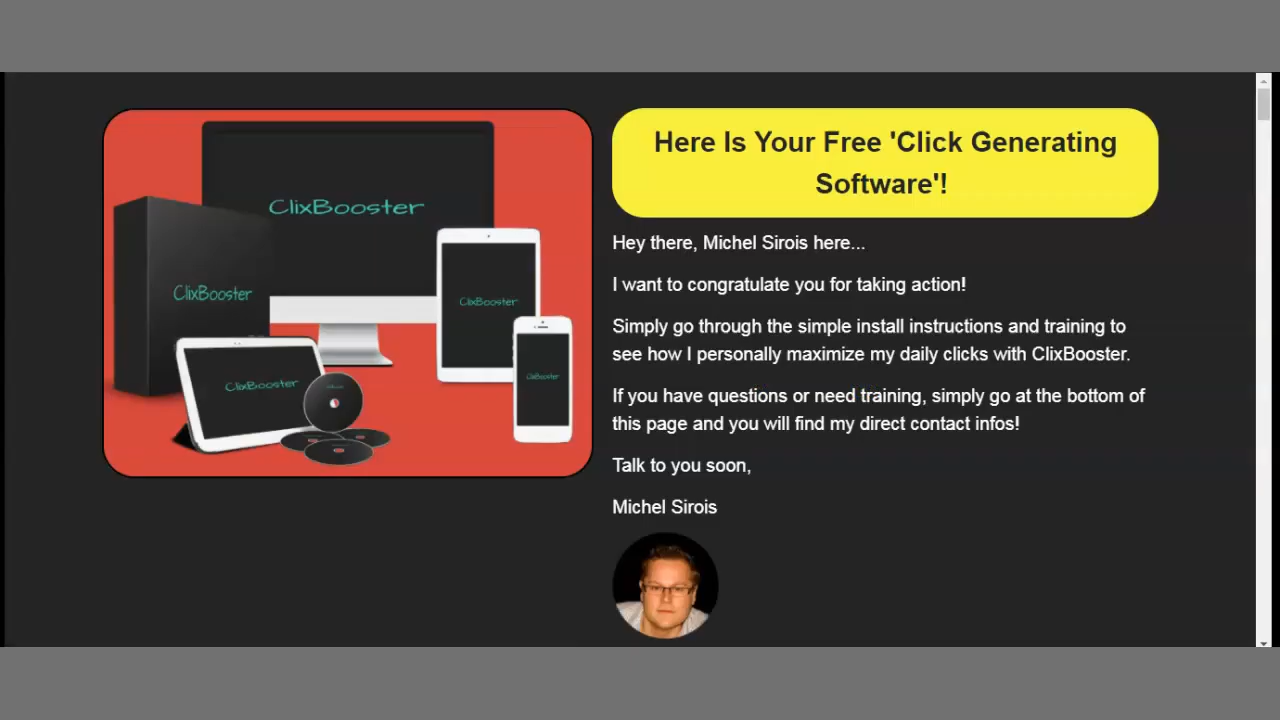 ClixBooster
ClixBooster
ClixBooster
ClixBooster
ClixBooster
Here Is Your Free 'Click Generating
Software'!
Hey there, Michel Sirois here...
I want to congratulate you for taking action!
Simply go through the simple install instructions and training to
see how I personally maximize my daily clicks with ClixBooster.
If you have questions or need training, simply go at the bottom of
this page and you will find my direct contact infos!
Talk to you soon,
Michel Sirois